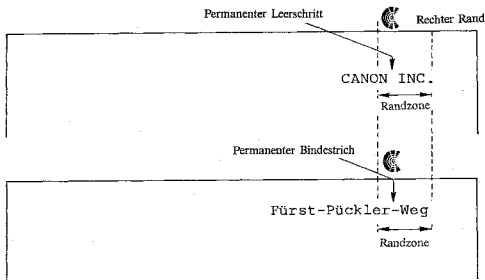 Permanenter Leerschritt
Rechter Rand
CANON INC.
Randzone
Permanenter Bindestrich
Fürst-Pückler-Weg
Randzone